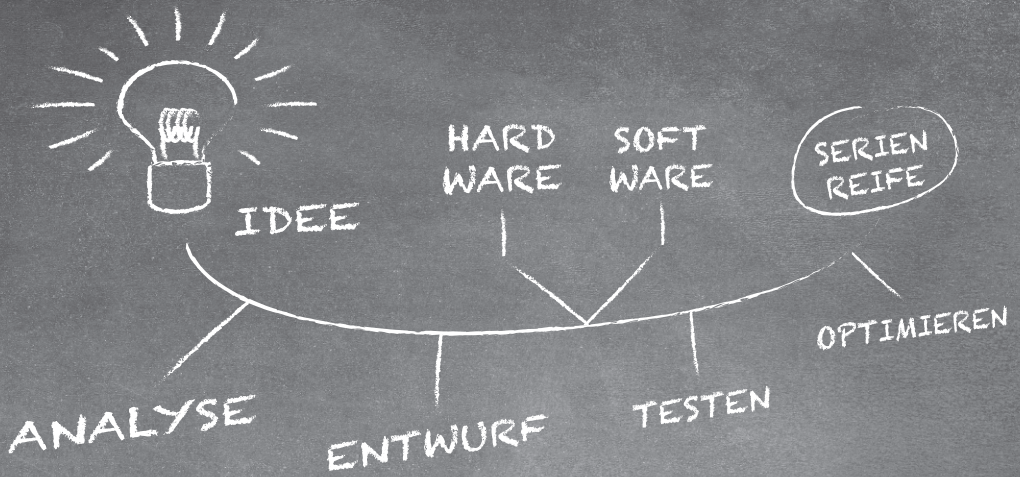 IDEE
HARD
WARE
SOFT
WARE
SERIEN
REIFE
ANALYSE
ENTWURF
TESTEN
OPTIMIEREN